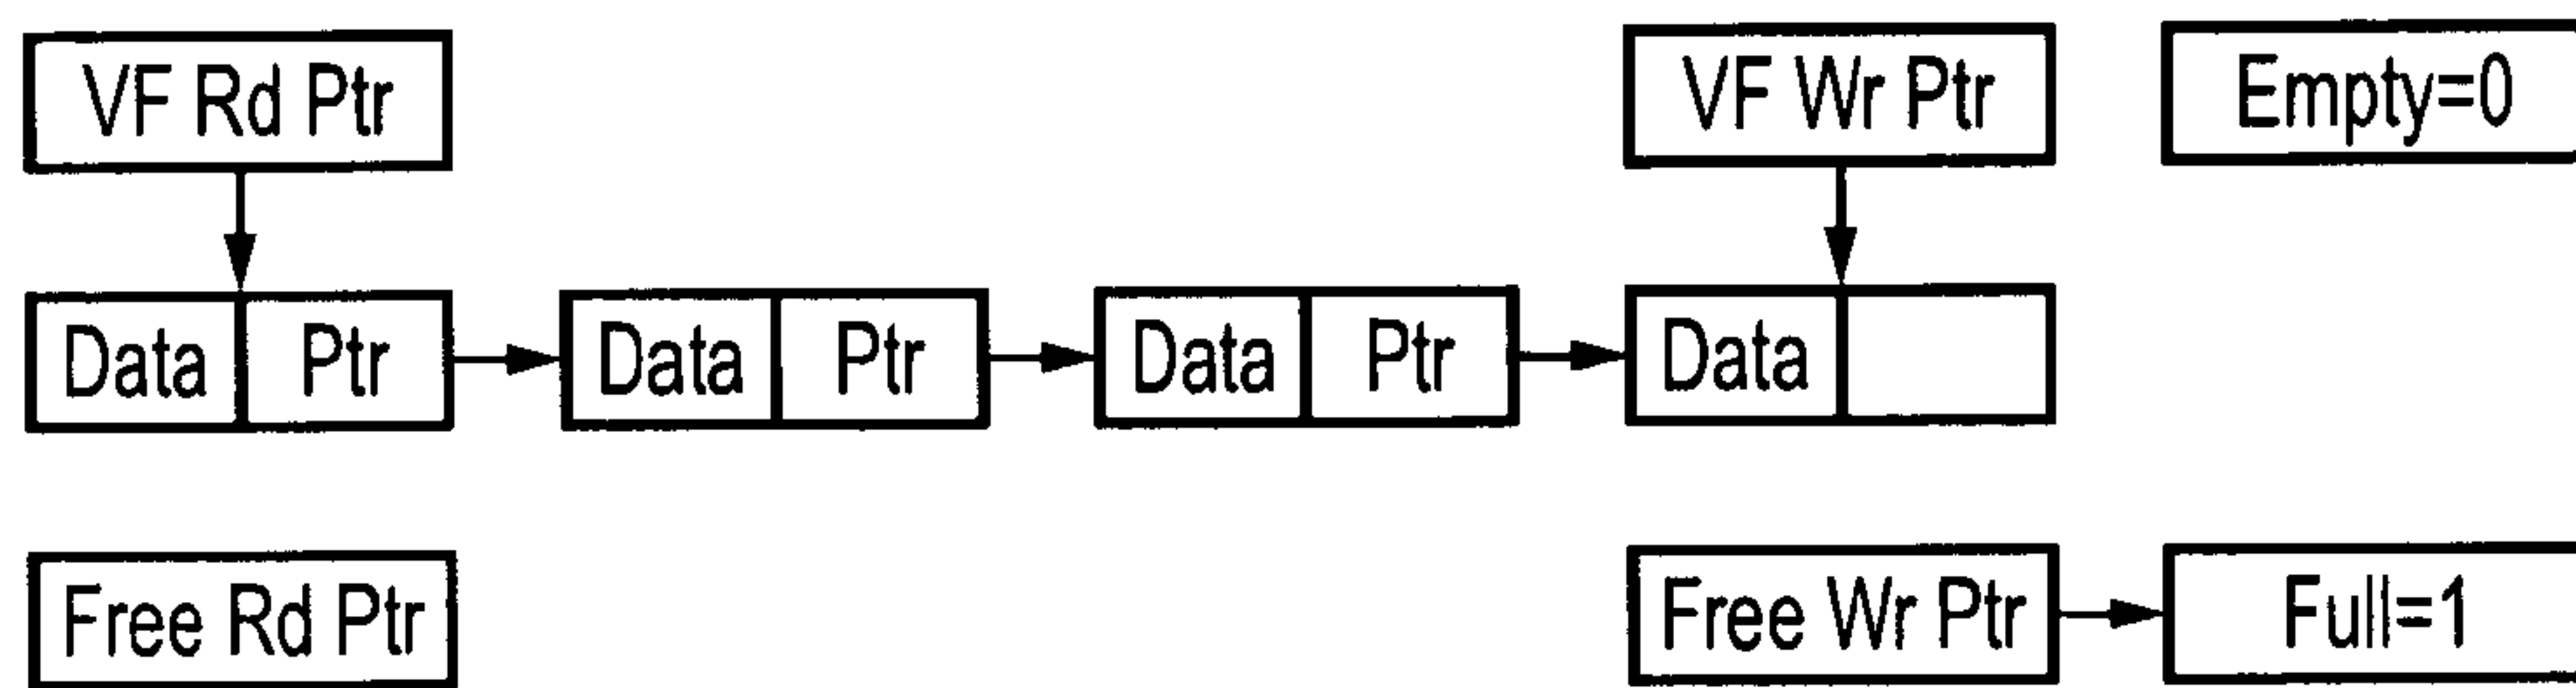 VF Rd Ptr VF Wr Ptr Empty=0
Data Ptr Data Ptr Data Ptr Data
Free Rd Ptr Free Wr Ptr Full=1